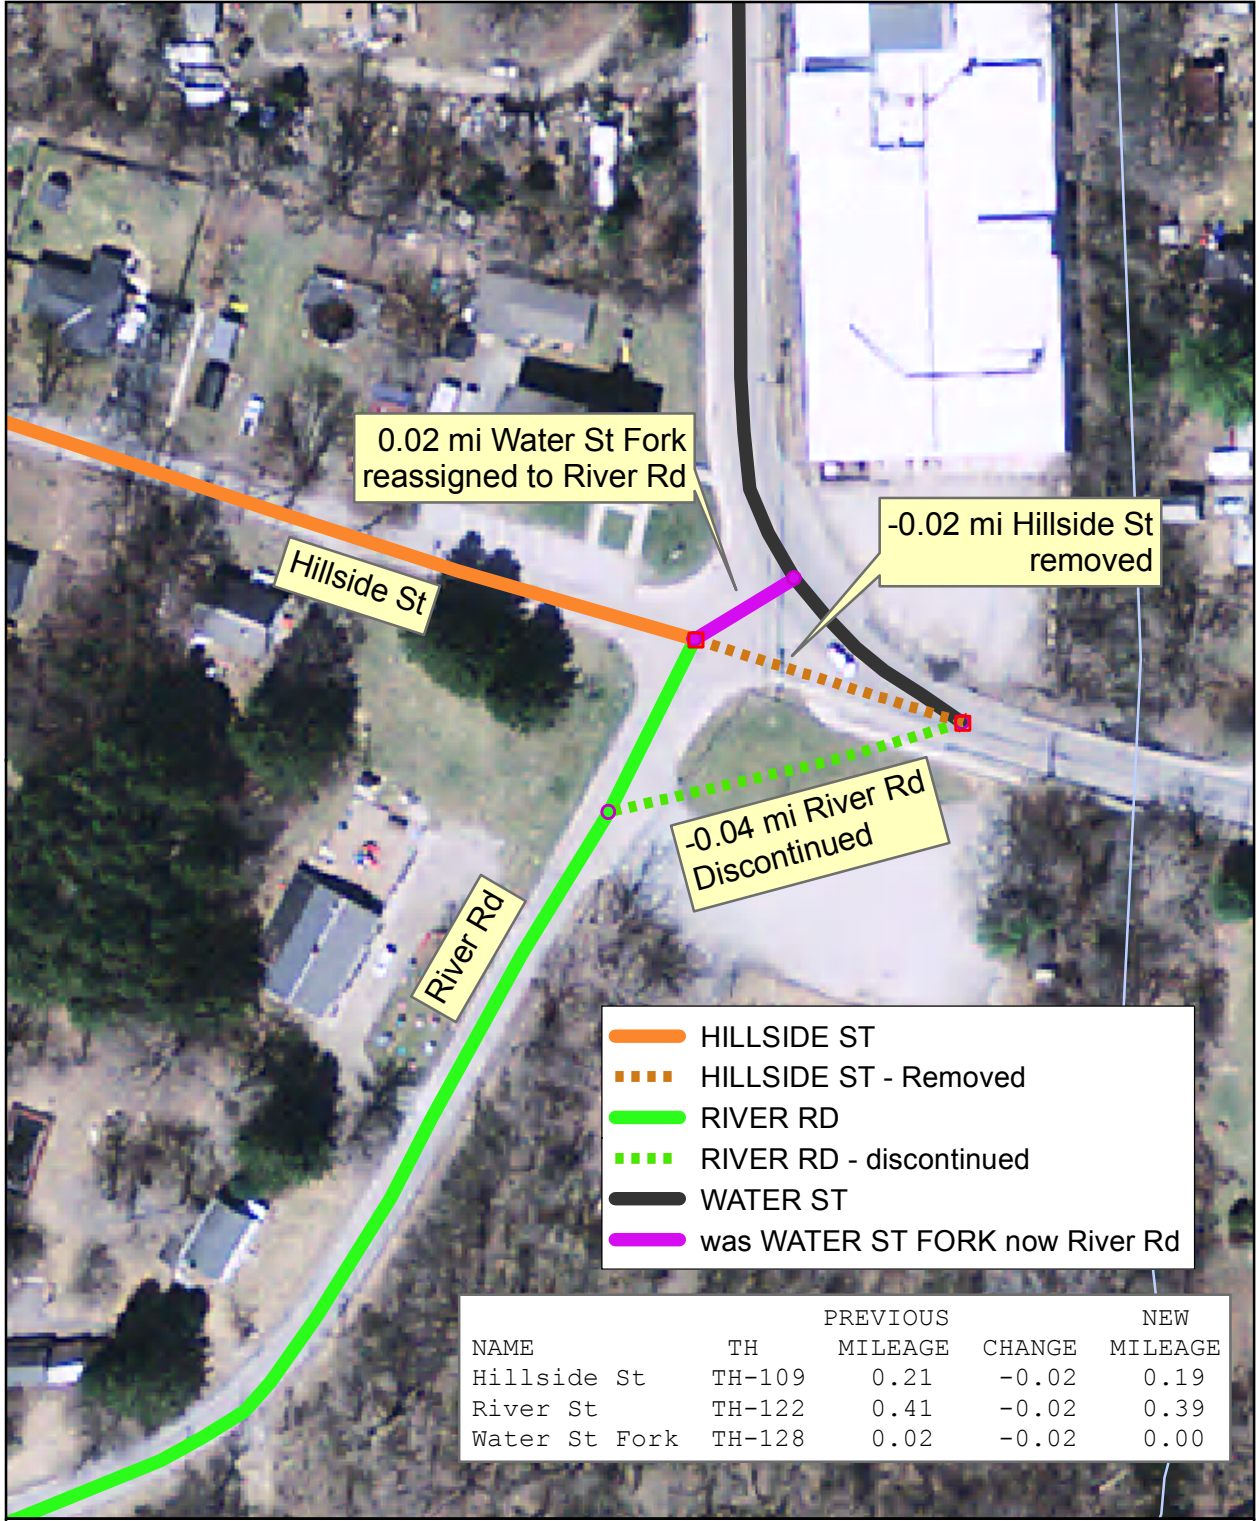 0.02 mi Water St Fork
reassigned to River Rd
-0.02 mi Hillside St
removed
Hillside St
-0.04 mi River Rd
Discontinued
River Rd
HILLSIDE ST
HILLSIDE ST - Removed
RIVER RD
RIVER RD - discontinued
WATER ST
was WATER ST FORK now River Rd
PREVIOUS NEW
NAME TH MILEAGE CHANGE MILEAGE
Hillside St TH-109 0.21 -0.02 0.19
River St TH-122 0.41 -0.02 0.39
Water St Fork TH-128 0.02 -0.02 0.00